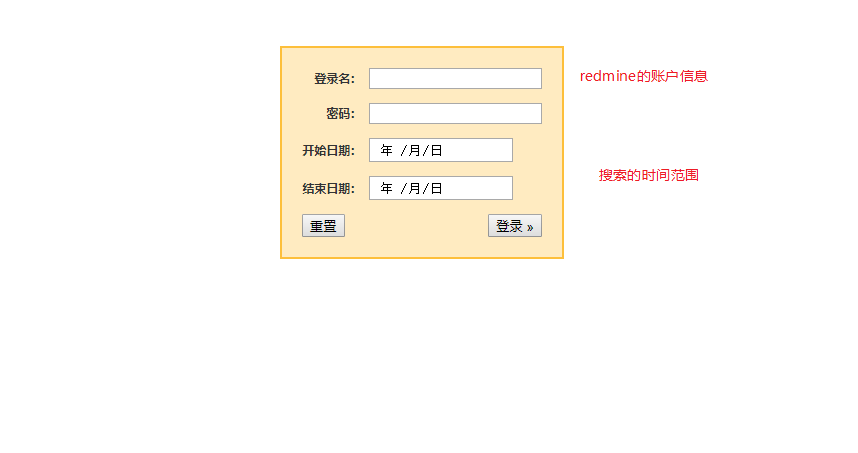 登录名：
redmine的账户信息
密码：
开始日期： 年 /月/日
搜索的时间范围
结束日期： 年 /月/日
重置 登录 »